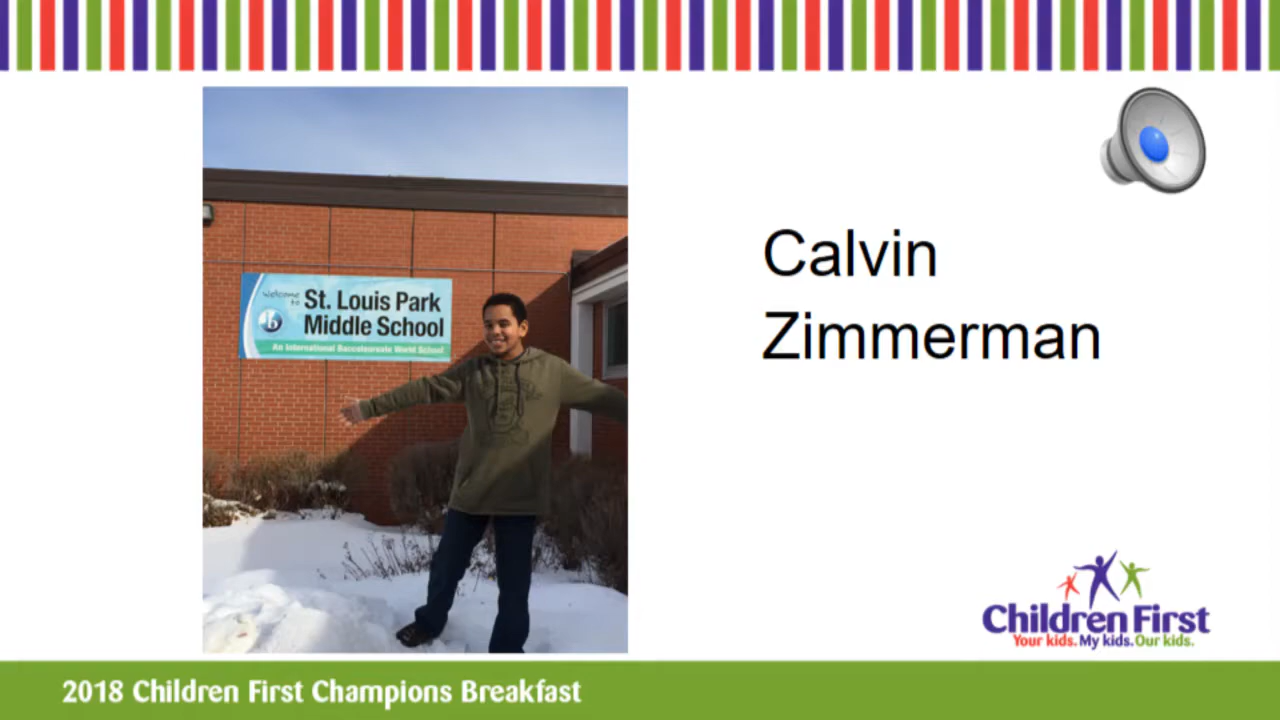 Welcome
to
St. Louis Park
Middle School
An International Baccalaureate World School
Calvin
Zimmerman
Children First
Your kids. My kids. Our kids.
2018 Children First Champions Breakfast